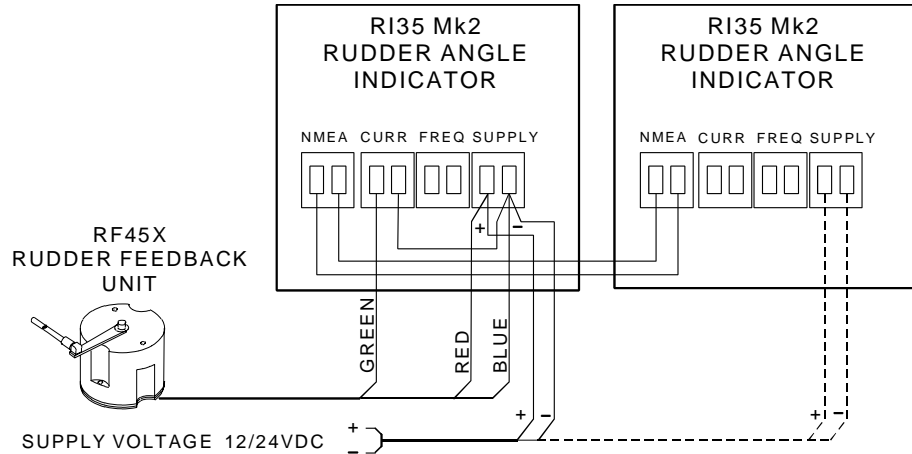 RI35 Mk2
RUDDER ANGLE
INDICATOR
NMEA CURR FREQ SUPPLY
+ −
RI35 Mk2
RUDDER ANGLE
INDICATOR
NMEA CURR FREQ SUPPLY
RF45X
RUDDER FEEDBACK
UNIT
GREEN
RED
BLUE
+ −
+ −
SUPPLY VOLTAGE 12/24VDC
+
−